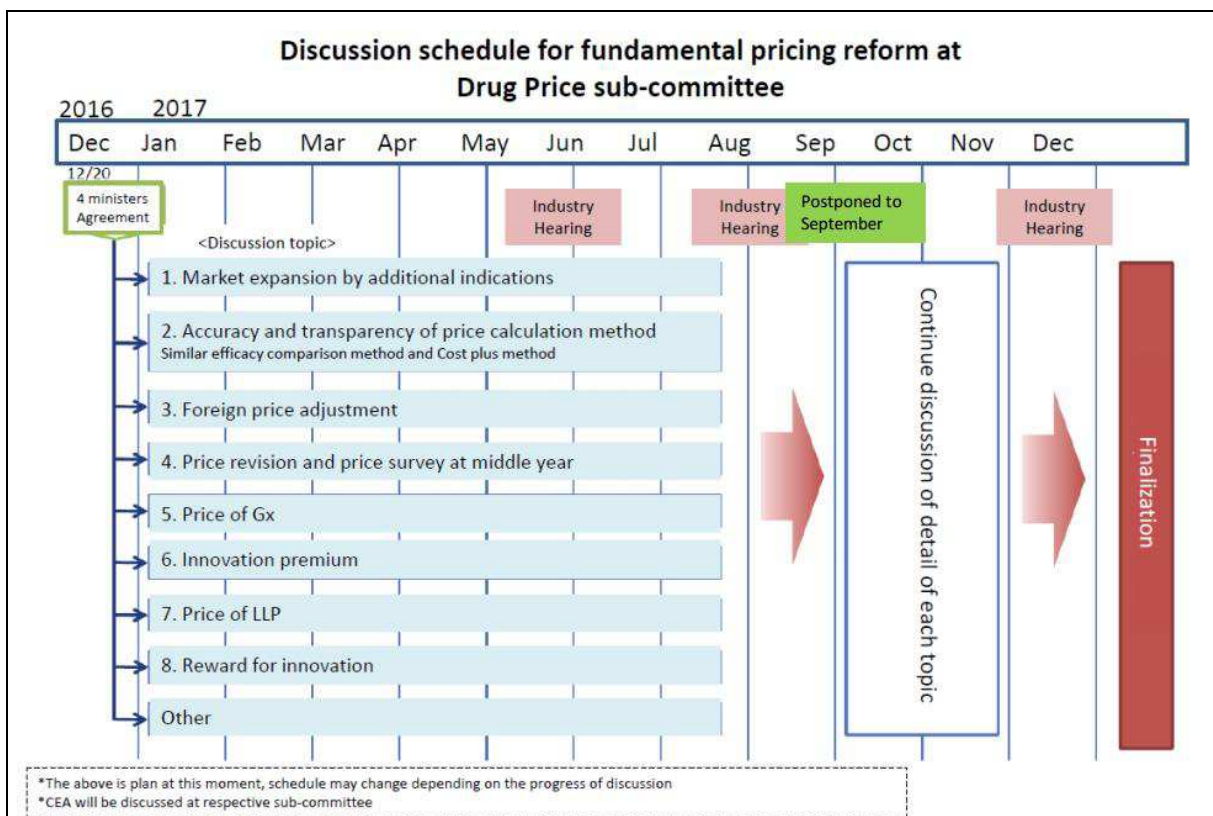 Discussion schedule for fundamental pricing reform at
Drug Price sub-committee
2016 2017
Dec Jan Feb Mar Apr May Jun Jul Aug Sep Oct Nov Dec
12/20
4 ministers
Agreement
Industry
Hearing
Industry
Hearing
Postponed to
September
Industry
Hearing
<Discussion topic>
1. Market expansion by additional indications
2. Accuracy and transparency of price calculation method
Similar efficacy comparison method and Cost plus method
3. Foreign price adjustment
4. Price revision and price survey at middle year
5. Price of Gx
6. Innovation premium
7. Price of LLP
8. Reward for innovation
Other
Continue discussion of detail of each topic
Finalization
*The above is plan at this moment, schedule may change depending on the progress of discussion
*CEA will be discussed at respective sub-committee